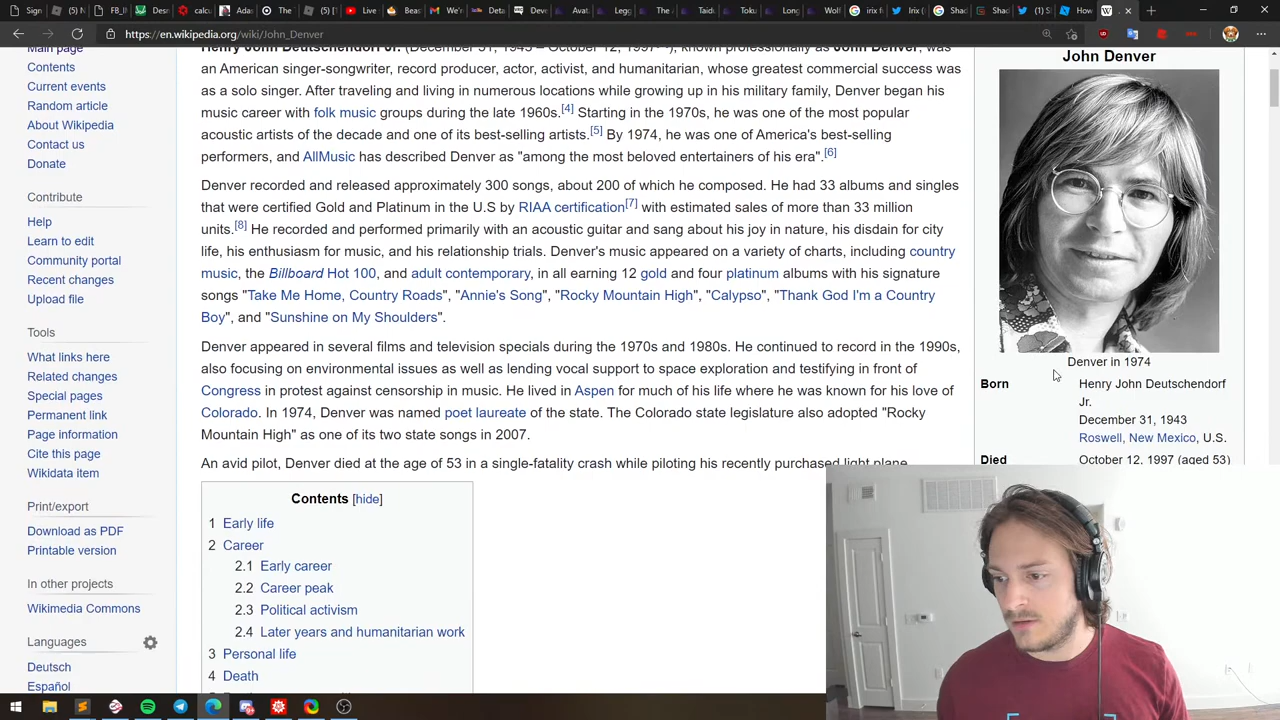 Desi
calcu
Ado
The
LIVE
Bea
We'r
Deta
Deve
Ava
Leg
The
Taid
Toku
Lor
Wol
irix f
Irix (
Shac
Sha
How
https://en.wikipedia.org/wiki/John_Denver
Main page
Contents
Current events
Random article
About Wikipedia
Contact us
Donate
Contribute
Help
Learn to edit
Community portal
Recent changes
Upload file
Tools
What links here
Related changes
Special pages
Permanent link
Page information
Cite this page
Wikidata item
Print/export
Download as PDF
Printable version
In other projects
Wikimedia Commons
Languages
Deutsch
Español
Henry John Deutschendorf Jr. (December 31, 1943 – October 12, 1997), known professionally as John Denver, was
an American singer-songwriter, record producer, actor, activist, and humanitarian, whose greatest commercial success was
as a solo singer. After traveling and living in numerous locations while growing up in his military family, Denver began his
music career with folk music groups during the late 1960s.[4] Starting in the 1970s, he was one of the most popular
acoustic artists of the decade and one of its best-selling artists.[5] By 1974, he was one of America's best-selling
performers, and AllMusic has described Denver as "among the most beloved entertainers of his era".[6]
Denver recorded and released approximately 300 songs, about 200 of which he composed. He had 33 albums and singles
that were certified Gold and Platinum in the U.S by RIAA certification[7] with estimated sales of more than 33 million
units.[8] He recorded and performed primarily with an acoustic guitar and sang about his joy in nature, his disdain for city
life, his enthusiasm for music, and his relationship trials. Denver's music appeared on a variety of charts, including country
music, the Billboard Hot 100, and adult contemporary, in all earning 12 gold and four platinum albums with his signature
songs "Take Me Home, Country Roads", "Annie's Song", "Rocky Mountain High", "Calypso", "Thank God I'm a Country
Boy", and "Sunshine on My Shoulders".
Denver appeared in several films and television specials during the 1970s and 1980s. He continued to record in the 1990s,
also focusing on environmental issues as well as lending vocal support to space exploration and testifying in front of
Congress in protest against censorship in music. He lived in Aspen for much of his life where he was known for his love of
Colorado. In 1974, Denver was named poet laureate of the state. The Colorado state legislature also adopted "Rocky
Mountain High" as one of its two state songs in 2007.
An avid pilot, Denver died at the age of 53 in a single-fatality crash while piloting his recently purchased light plane.
Contents [hide]
1 Early life
2 Career
2.1 Early career
2.2 Career peak
2.3 Political activism
2.4 Later years and humanitarian work
3 Personal life
4 Death
John Denver
Denver in 1974
Born Henry John Deutschendorf
Jr.
December 31, 1943
Roswell, New Mexico, U.S.
Died October 12, 1997 (aged 53)